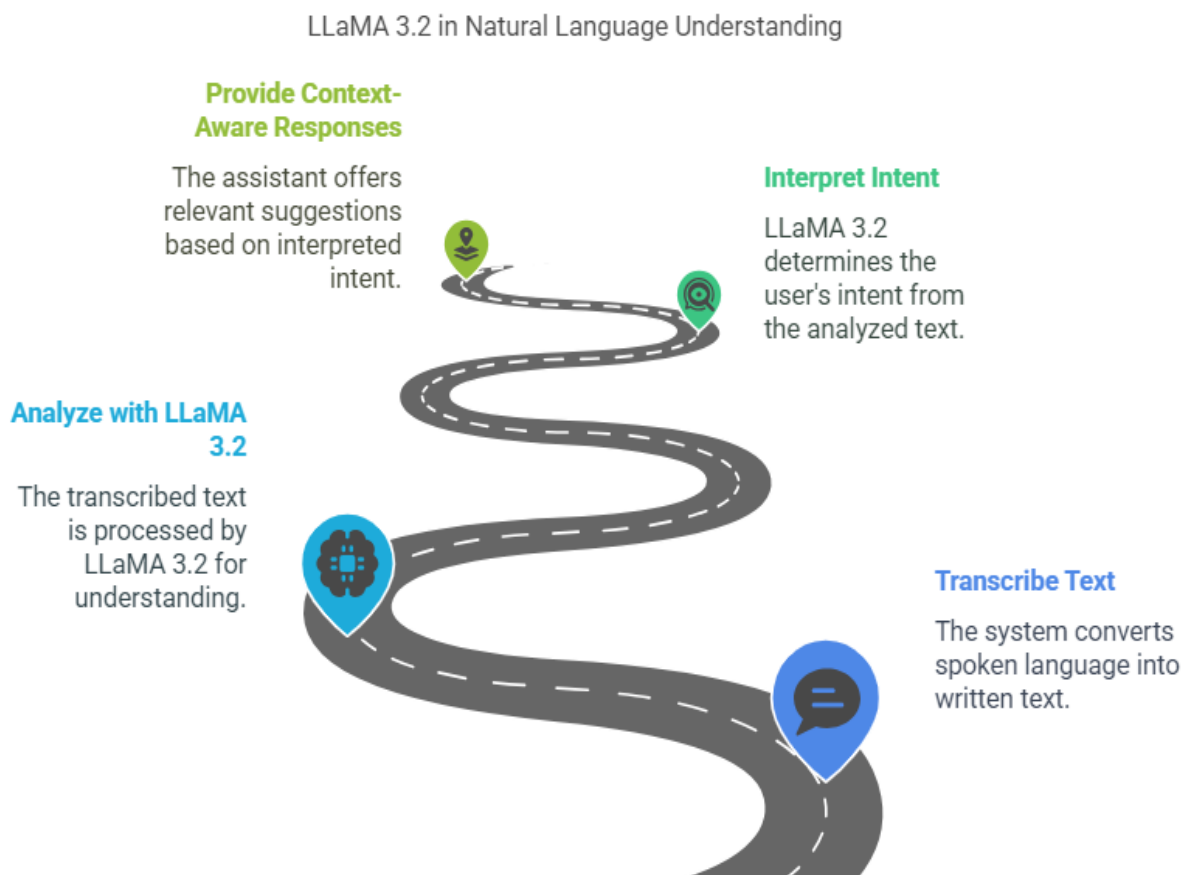 LLaMA 3.2 in Natural Language Understanding
Provide Context-
Aware Responses
The assistant offers
relevant suggestions
based on interpreted
intent.
Interpret Intent
LLaMA 3.2
determines the
user's intent from
the analyzed text.
Analyze with LLaMA
3.2
The transcribed text
is processed by
LLaMA 3.2 for
understanding.
Transcribe Text
The system converts
spoken language into
written text.